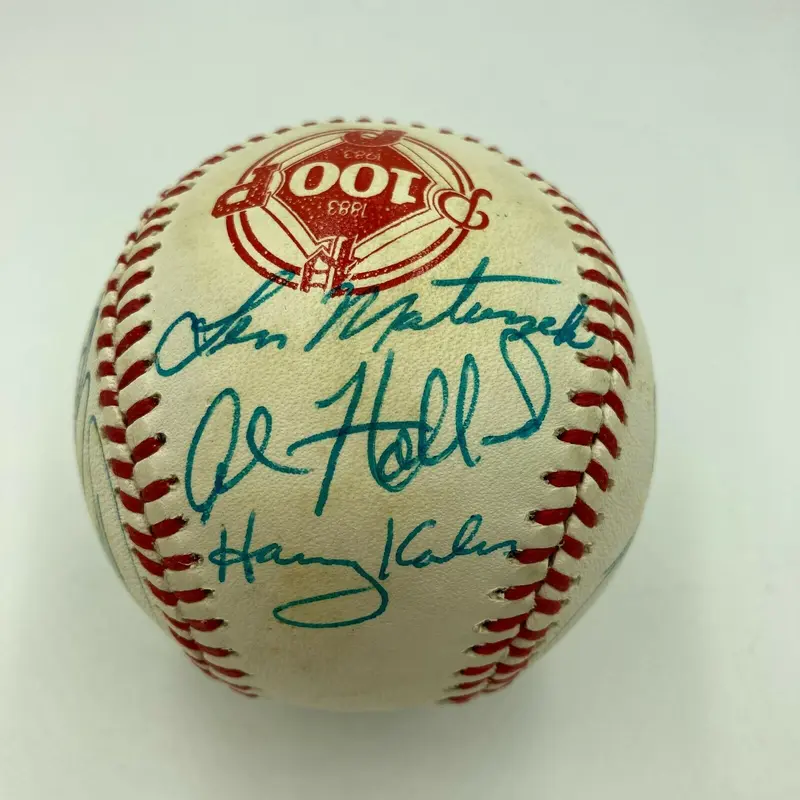 P
1983
100
P
P
1883
P
Len Matuszek
Al Holland
Harry Kalas